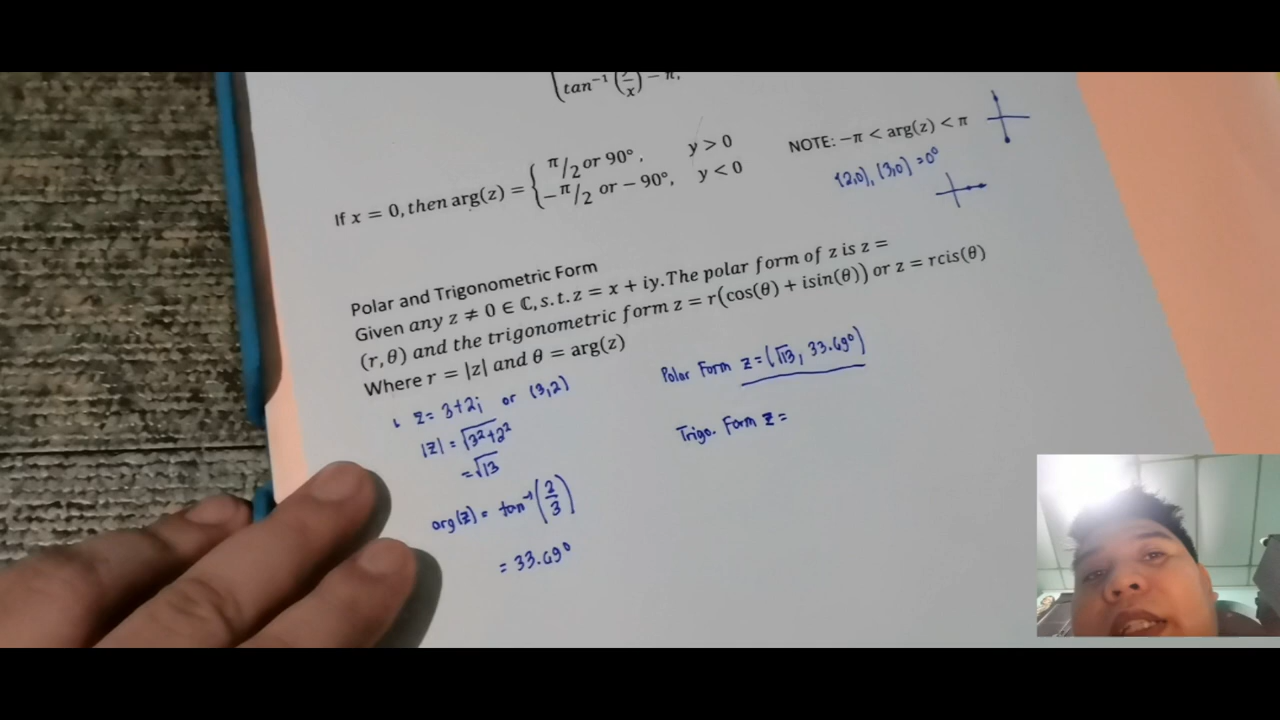 tan⁻¹ (y/x) − π,
If x = 0, then arg(z) = { π/2 or 90°, y > 0
−π/2 or − 90°, y < 0
NOTE: −π < arg(z) < π
(2,0), (3,0) = 0°
Polar and Trigonometric Form
Given any z ≠ 0 ∈ ℂ, s.t. z = x + iy. The polar form of z is z =
(r, θ) and the trigonometric form z = r(cos(θ) + isin(θ)) or z = rcis(θ)
Where r = |z| and θ = arg(z)
1. z = 3+2i or (3,2)
|z| = √3²+2²
= √13
arg(z) = tan⁻¹(2/3)
= 33.69°
Polar Form z = (√13, 33.69°)
Trigo. Form z =